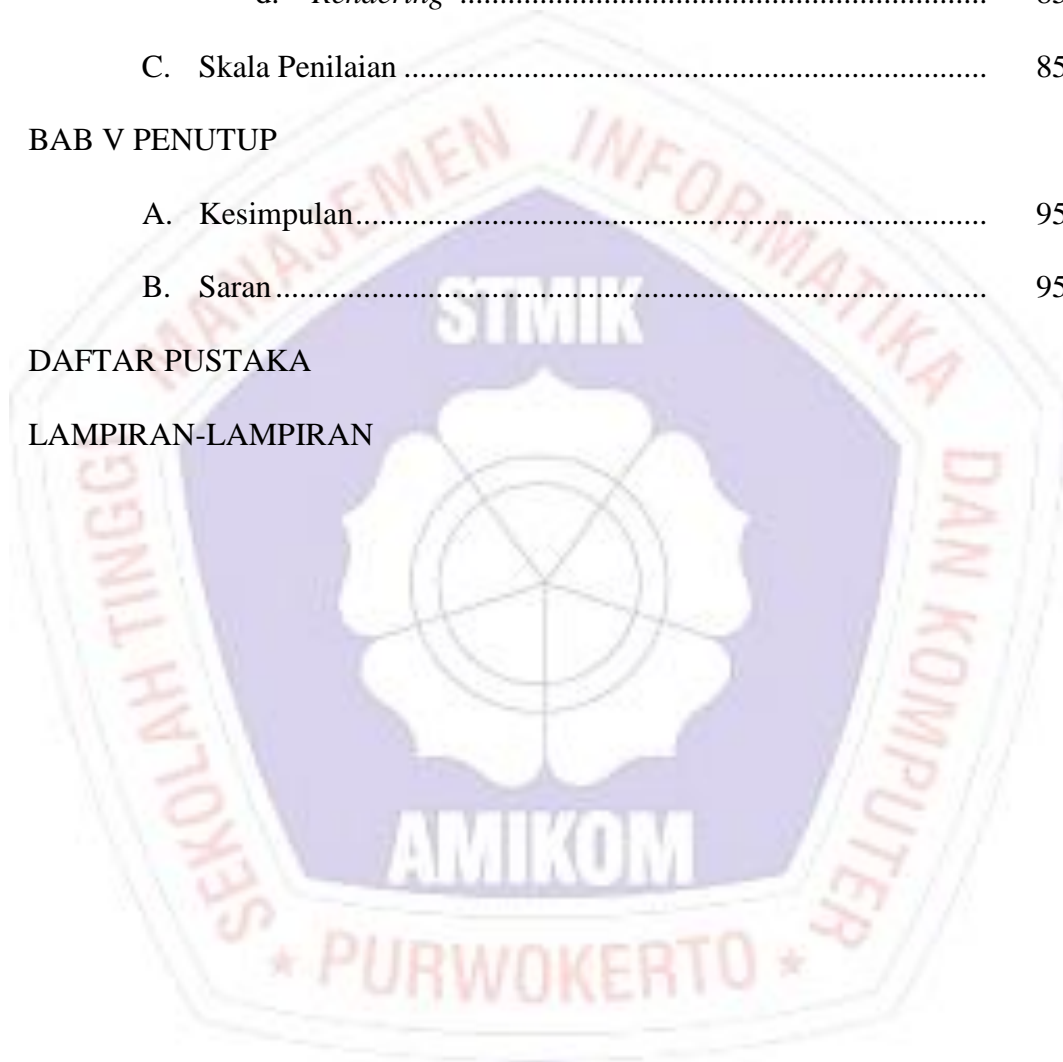 C. Skala Penilaian ........................................................................... 85
BAB V PENUTUP
A. Kesimpulan................................................................................ 95
B. Saran.......................................................................................... 95
DAFTAR PUSTAKA
LAMPIRAN-LAMPIRAN
SEKOLAH TINGGI MANAJEMEN INFORMATIKA DAN KOMPUTER
STMIK
AMIKOM
* PURWOKERTO *